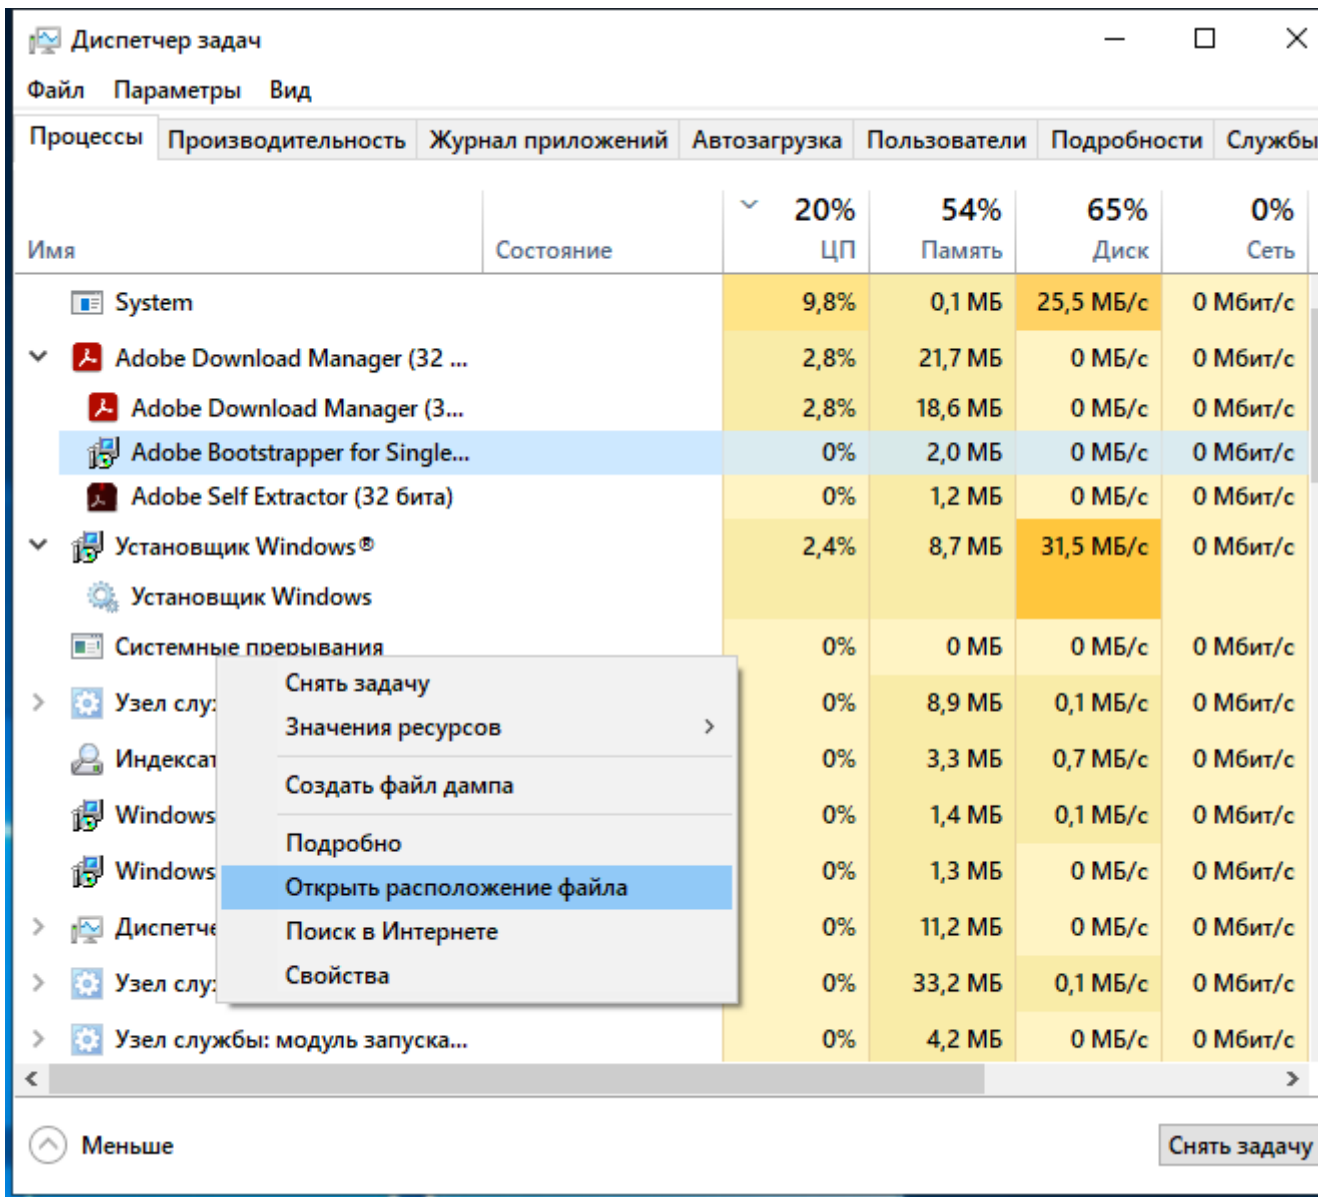 Диспетчер задач
Файл Параметры Вид
Процессы Производительность Журнал приложений Автозагрузка Пользователи Подробности Службы
20% 54% 65% 0%
Имя Состояние ЦП Память Диск Сеть
System 9,8% 0,1 МБ 25,5 МБ/с 0 Мбит/с
Adobe Download Manager (32 ... 2,8% 21,7 МБ 0 МБ/с 0 Мбит/с
Adobe Download Manager (3... 2,8% 18,6 МБ 0 МБ/с 0 Мбит/с
Adobe Bootstrapper for Single... 0% 2,0 МБ 0 МБ/с 0 Мбит/с
Adobe Self Extractor (32 бита) 0% 1,2 МБ 0 МБ/с 0 Мбит/с
Установщик Windows® 2,4% 8,7 МБ 31,5 МБ/с 0 Мбит/с
Установщик Windows
Системные прерывания 0% 0 МБ 0 МБ/с 0 Мбит/с
Снять задачу
Узел 0% 8,9 МБ 0,1 МБ/с 0 Мбит/с
Значения ресурсов
0% 3,3 МБ 0,7 МБ/с 0 Мбит/с
Создать файл дампа
Windows 0% 1,4 МБ 0,1 МБ/с 0 Мбит/с
Подробно
Windows 0% 1,3 МБ 0 МБ/с 0 Мбит/с
Открыть расположение файла
0% 11,2 МБ 0 МБ/с 0 Мбит/с
Поиск в Интернете
Узел 0% 33,2 МБ 0,1 МБ/с 0 Мбит/с
Свойства
Узел службы: модуль запуска... 0% 4,2 МБ 0 МБ/с 0 Мбит/с
Меньше Снять задачу